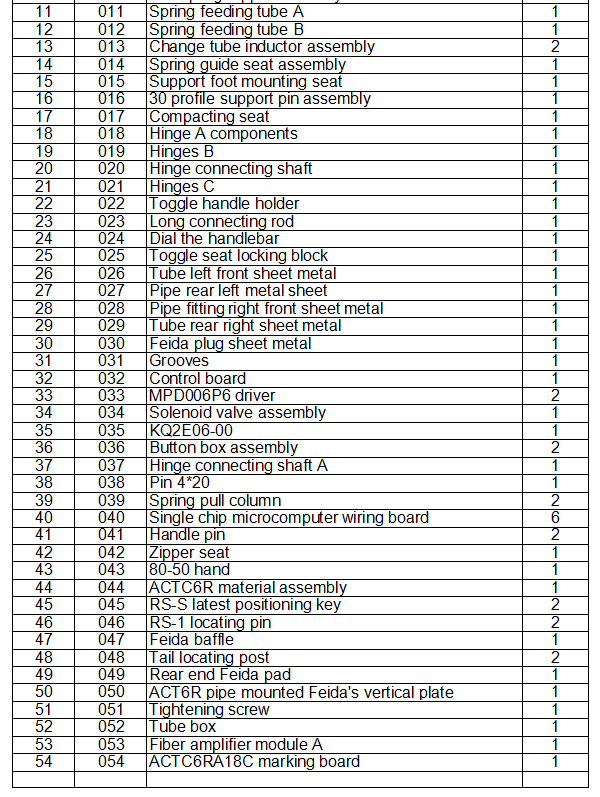 11 011 Spring feeding tube A 1
12 012 Spring feeding tube B 1
13 013 Change tube inductor assembly 2
14 014 Spring guide seat assembly 1
15 015 Support foot mounting seat 1
16 016 30 profile support pin assembly 1
17 017 Compacting seat 1
18 018 Hinge A components 1
19 019 Hinges B 1
20 020 Hinge connecting shaft 1
21 021 Hinges C 1
22 022 Toggle handle holder 1
23 023 Long connecting rod 1
24 024 Dial the handlebar 1
25 025 Toggle seat locking block 1
26 026 Tube left front sheet metal 1
27 027 Pipe rear left metal sheet 1
28 028 Pipe fitting right front sheet metal 1
29 029 Tube rear right sheet metal 1
30 030 Feida plug sheet metal 1
31 031 Grooves 1
32 032 Control board 1
33 033 MPD006P6 driver 2
34 034 Solenoid valve assembly 1
35 035 KQ2E06-00 1
36 036 Button box assembly 2
37 037 Hinge connecting shaft A 1
38 038 Pin 4*20 1
39 039 Spring pull column 2
40 040 Single chip microcomputer wiring board 6
41 041 Handle pin 2
42 042 Zipper seat 1
43 043 80-50 hand 1
44 044 ACTC6R material assembly 1
45 045 RS-S latest positioning key 2
46 046 RS-1 locating pin 2
47 047 Feida baffle 1
48 048 Tail locating post 2
49 049 Rear end Feida pad 1
50 050 ACT6R pipe mounted Feida's vertical plate 1
51 051 Tightening screw 1
52 052 Tube box 1
53 053 Fiber amplifier module A 1
54 054 ACTC6RA18C marking board 1